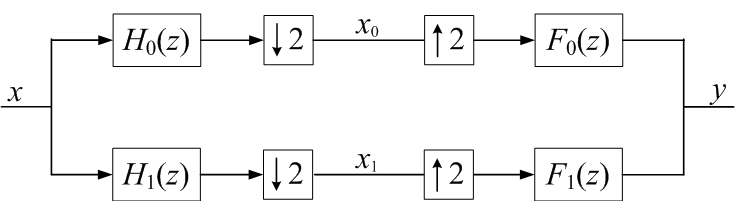 H₀(z) ↓2 x₀ ↑2 F₀(z)
x y
H₁(z) ↓2 x₁ ↑2 F₁(z)